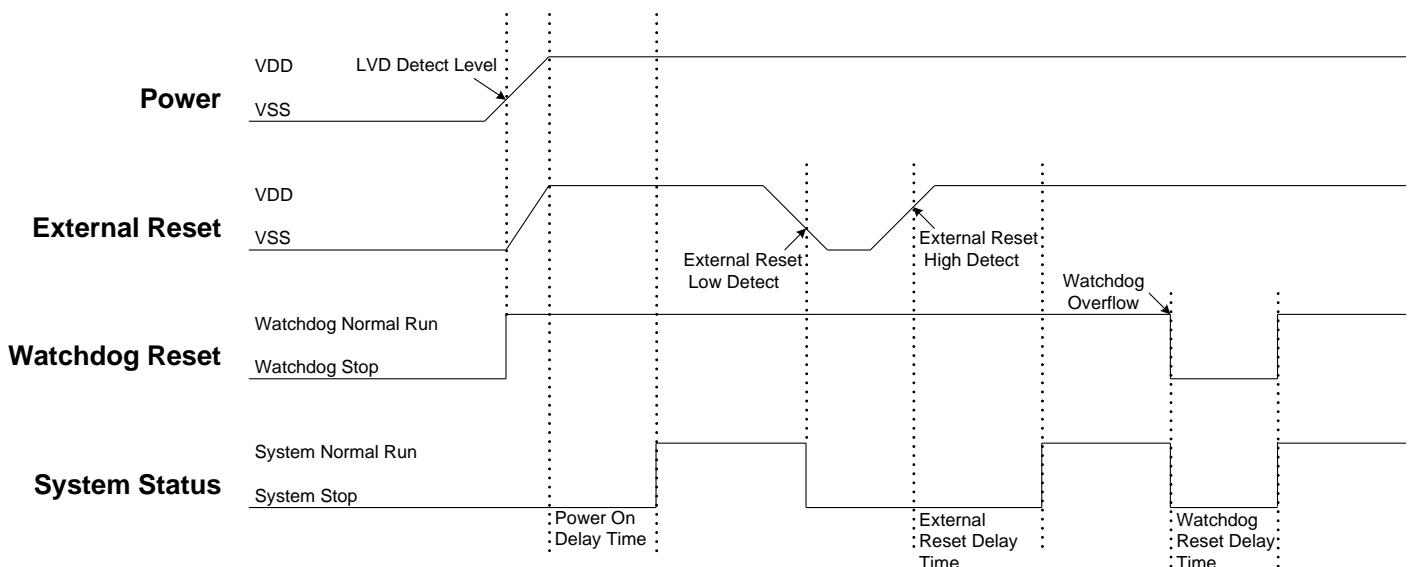 VDD
LVD Detect Level
Power
VSS
VDD
External Reset
VSS
External Reset
Low Detect
External Reset
High Detect
Watchdog
Overflow
Watchdog Normal Run
Watchdog Reset
Watchdog Stop
System Normal Run
System Status
System Stop
Power On
Delay Time
External
Reset Delay
Time
Watchdog
Reset Delay
Time